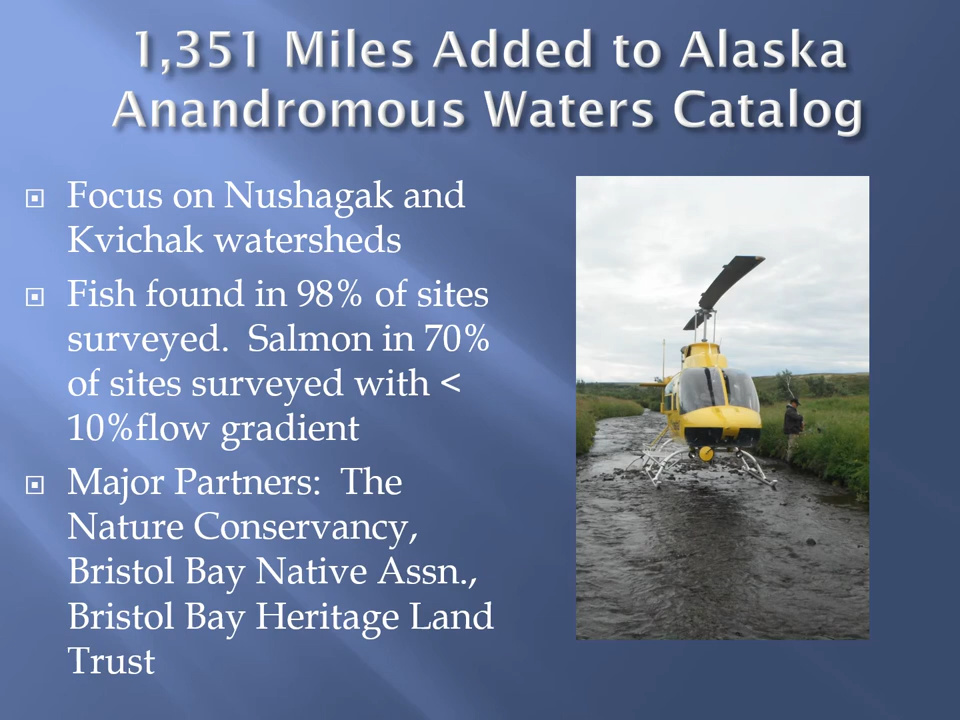 1,351 Miles Added to Alaska
Anandromous Waters Catalog
Focus on Nushagak and
Kvichak watersheds
Fish found in 98% of sites
surveyed.  Salmon in 70%
of sites surveyed with <
10%flow gradient
Major Partners:  The
Nature Conservancy,
Bristol Bay Native Assn.,
Bristol Bay Heritage Land
Trust